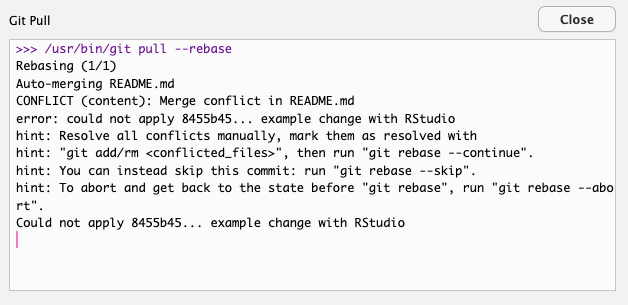 Git Pull
Close
>>> /usr/bin/git pull --rebase
Rebasing (1/1)
Auto-merging README.md
CONFLICT (content): Merge conflict in README.md
error: could not apply 8455b45... example change with RStudio
hint: Resolve all conflicts manually, mark them as resolved with
hint: "git add/rm <conflicted_files>", then run "git rebase --continue".
hint: You can instead skip this commit: run "git rebase --skip".
hint: To abort and get back to the state before "git rebase", run "git rebase --abo
rt".
Could not apply 8455b45... example change with RStudio